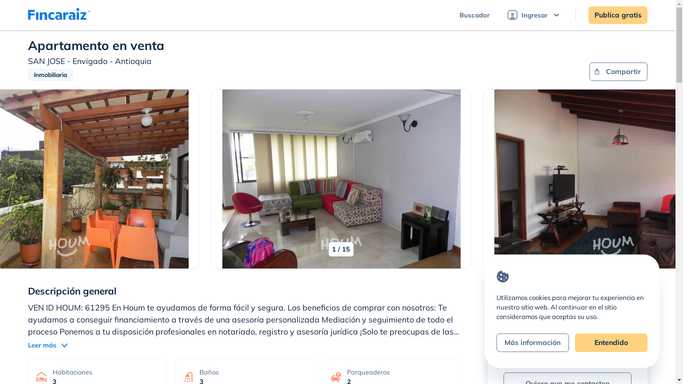 Fincaraiz
Buscador
Ingresar
Publica gratis
Apartamento en venta
SAN JOSE - Envigado - Antioquia
Inmobiliaria
Compartir
HOUM
HOUM
HOUM
1 / 15
Descripción general
VEN ID HOUM: 61295 En Houm te ayudamos de forma fácil y segura. Los beneficios de comprar con nosotros: Te
ayudamos a conseguir financiamiento a través de una asesoría personalizada Mediación y seguimiento de todo el
proceso Ponemos a tu disposición profesionales en notariado, registro y asesoría jurídica ¡Solo te preocupas de las...
Leer más
Habitaciones
3
Baños
3
Parqueaderos
2
Utilizamos cookies para mejorar tu experiencia en
nuestro sitio web. Al continuar en el sitio
consideramos que aceptas su uso.
Más información
Entendido
Quiero que me contacten